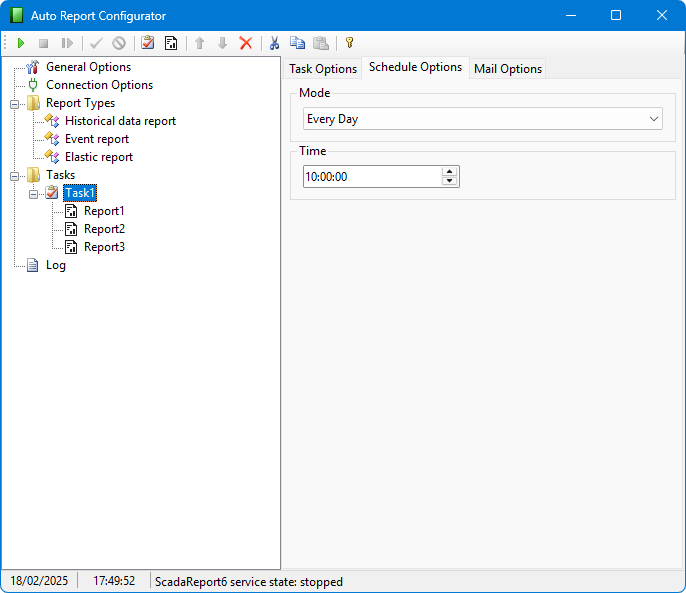 Auto Report Configurator
General Options
Connection Options
Report Types
Historical data report
Event report
Elastic report
Tasks
Task1
Report1
Report2
Report3
Log
Task Options Schedule Options Mail Options
Mode
Every Day
Time
10:00:00
18/02/2025 17:49:52 ScadaReport6 service state: stopped